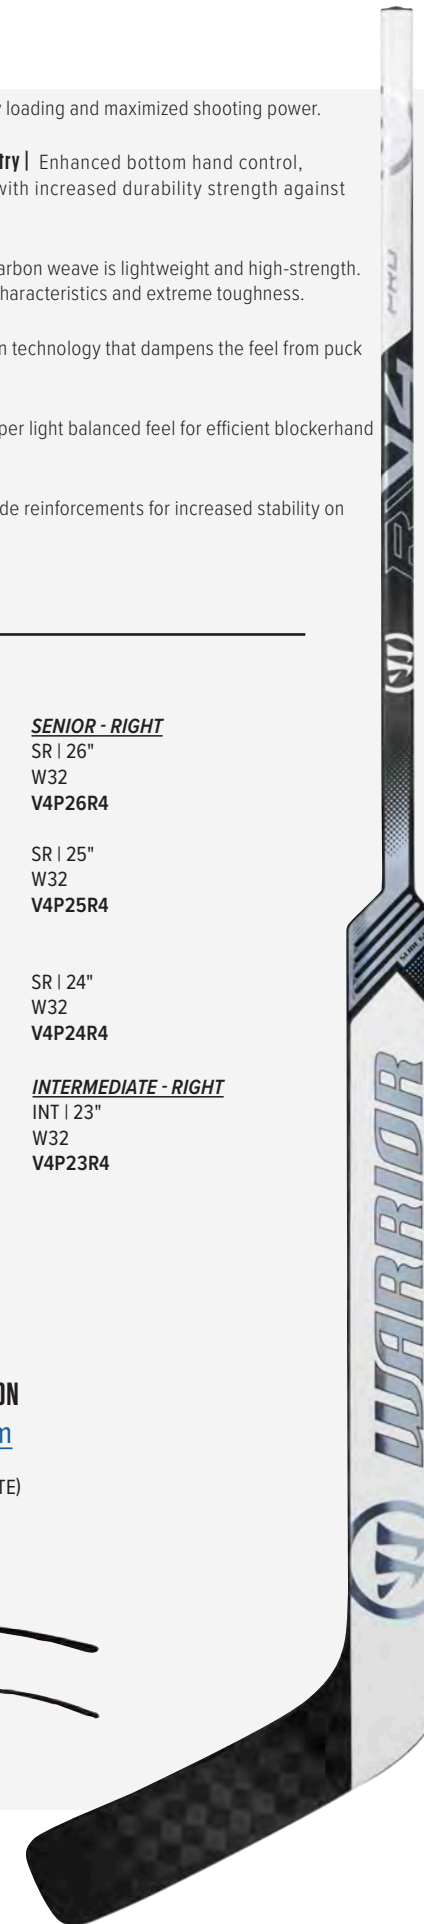 loading and maximized shooting power.
try | Enhanced bottom hand control,
with increased durability strength against
arbon weave is lightweight and high-strength.
haracteristics and extreme toughness.
n technology that dampens the feel from puck
per light balanced feel for efficient blockerhand
de reinforcements for increased stability on
SENIOR - RIGHT
SR | 26"
W32
V4P26R4
SR | 25"
W32
V4P25R4
SR | 24"
W32
V4P24R4
INTERMEDIATE - RIGHT
INT | 23"
W32
V4P23R4
ON
m
TE)
PRO
R/V4
WARRIOR